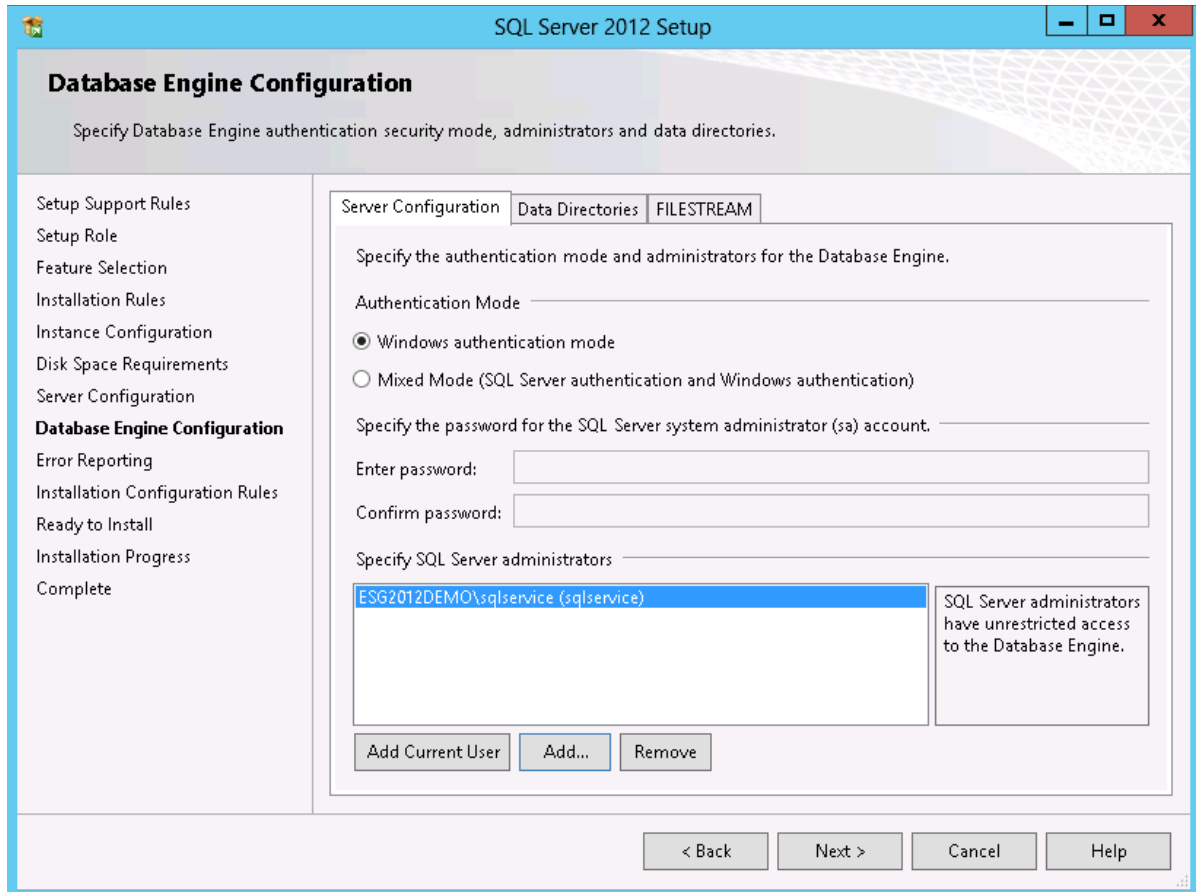 SQL Server 2012 Setup
Database Engine Configuration
Specify Database Engine authentication security mode, administrators and data directories.
Setup Support Rules
Setup Role
Feature Selection
Installation Rules
Instance Configuration
Disk Space Requirements
Server Configuration
Database Engine Configuration
Error Reporting
Installation Configuration Rules
Ready to Install
Installation Progress
Complete
Server Configuration
Data Directories
FILESTREAM
Specify the authentication mode and administrators for the Database Engine.
Authentication Mode
Windows authentication mode
Mixed Mode (SQL Server authentication and Windows authentication)
Specify the password for the SQL Server system administrator (sa) account.
Enter password:
Confirm password:
Specify SQL Server administrators
ESG2012DEMO\sqlservice (sqlservice)
SQL Server administrators
have unrestricted access
to the Database Engine.
Add Current User
Add...
Remove
< Back
Next >
Cancel
Help